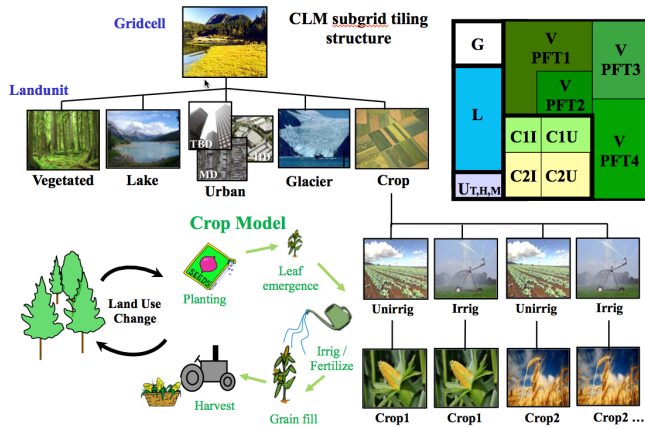 CLM subgrid tiling
structure
Gridcell
Landunit
TBD
HD
MD
Vegetated
Lake
Urban
Glacier
Crop
G
L
UT,H,M
V
PFT1
V
PFT2
V
PFT3
V
PFT4
C1I
C1U
C2I
C2U
Crop Model
Land Use
Change
SEEDS
Planting
Leaf
emergence
Irrig /
Fertilize
Grain fill
Harvest
Unirrig
Irrig
Unirrig
Irrig
Crop1
Crop1
Crop2
Crop2 ...